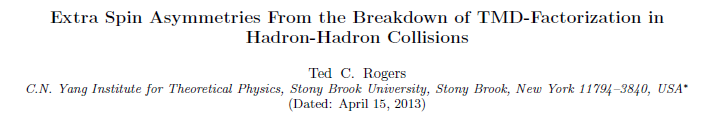 Extra Spin Asymmetries From the Breakdown of TMD-Factorization in
Hadron-Hadron Collisions
Ted C. Rogers
C.N. Yang Institute for Theoretical Physics, Stony Brook University, Stony Brook, New York 11794–3840, USA*
(Dated: April 15, 2013)